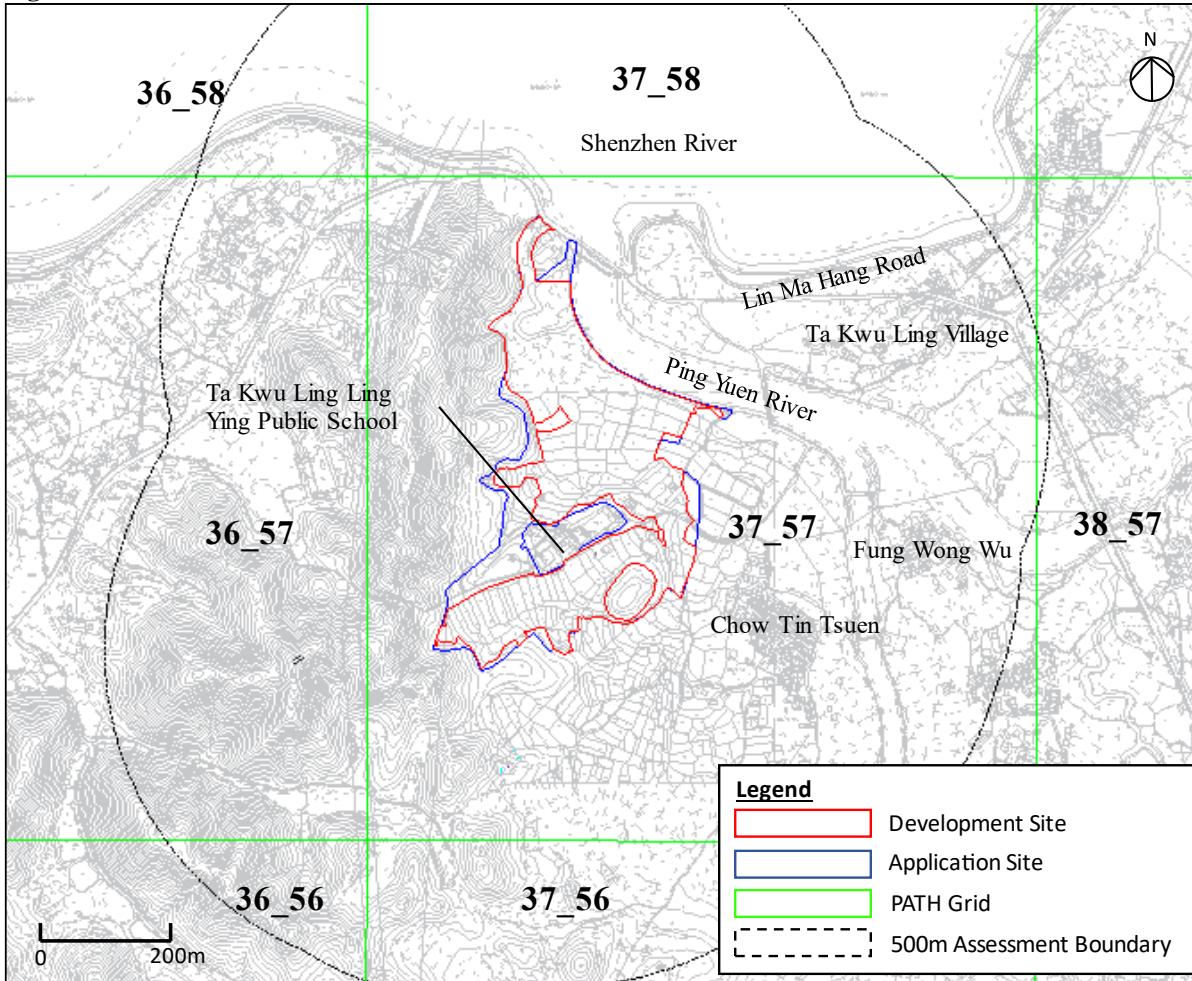 N
36_58
37_58
Shenzhen River
Lin Ma Hang Road
Ta Kwu Ling Village
Ping Yuen River
Ta Kwu Ling Ling
Ying Public School
36_57
37_57
38_57
Fung Wong Wu
Chow Tin Tsuen
36_56
37_56
0
200m
Legend
Development Site
Application Site
PATH Grid
500m Assessment Boundary